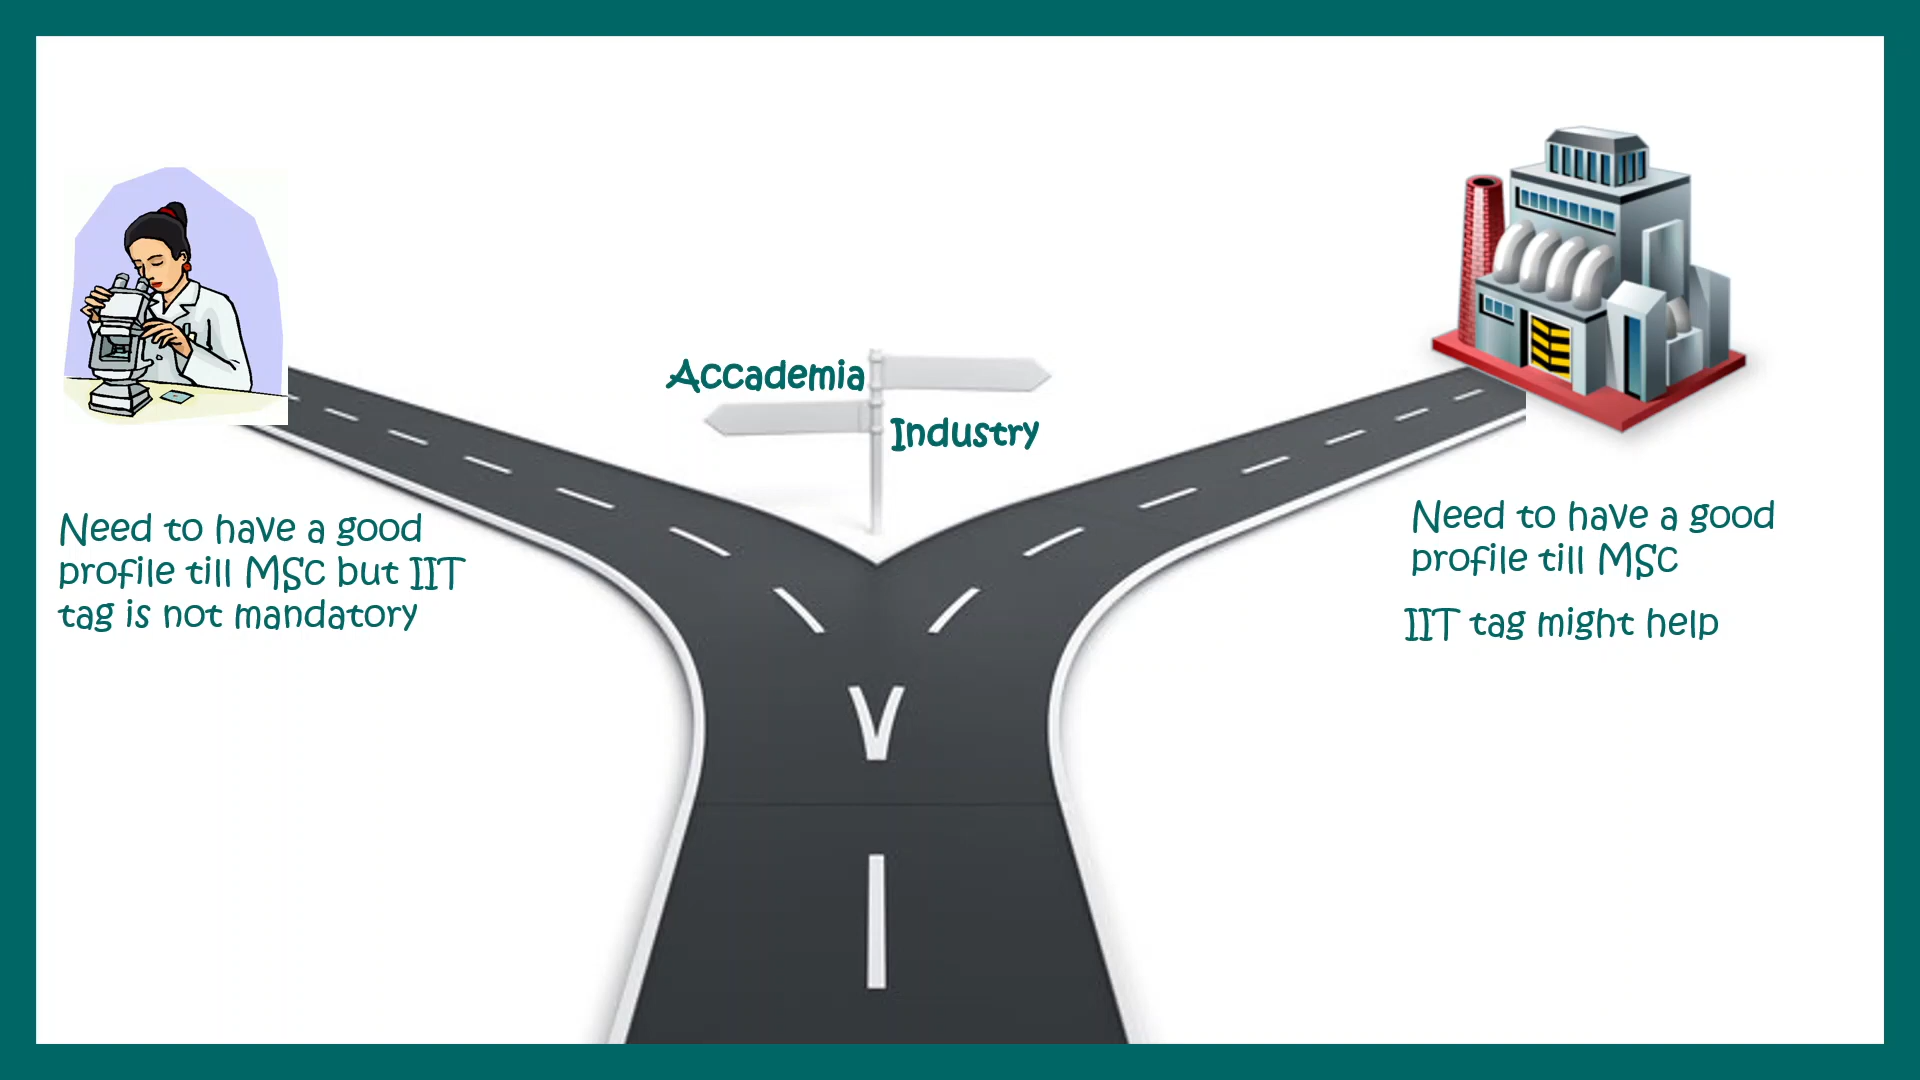 Accademia
Industry
Need to have a good
profile till MSc but IIT
tag is not mandatory
Need to have a good
profile till MSc
IIT tag might help